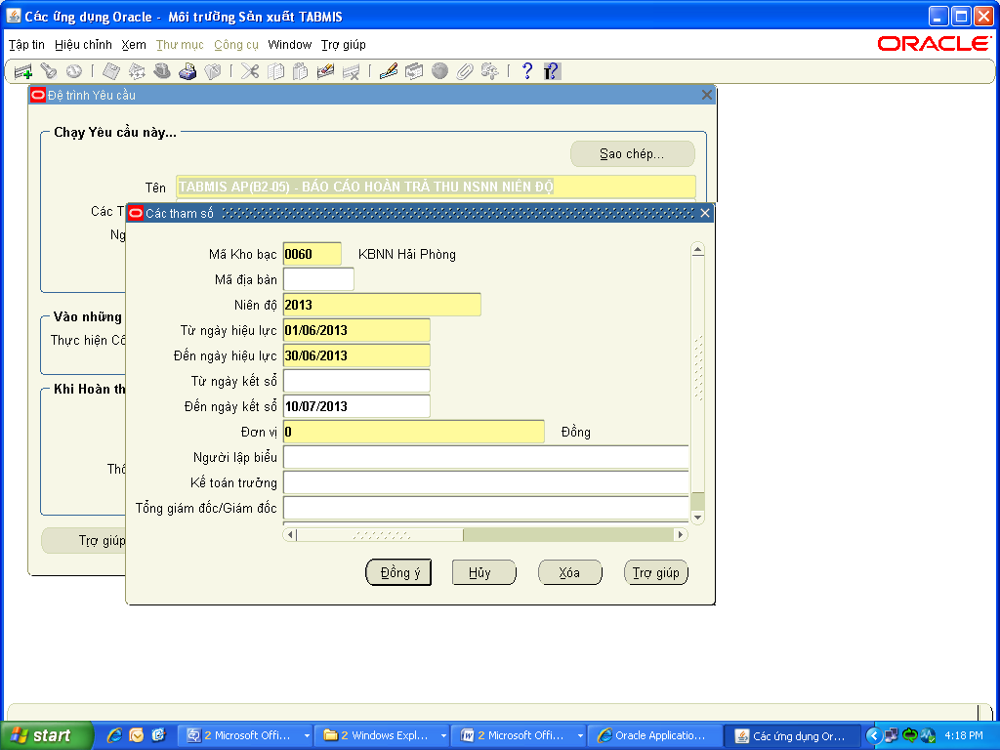 Các ứng dụng Oracle - Môi trường Sản xuất TABMIS
Tập tin Hiệu chỉnh Xem Thư mục Công cụ Window Trợ giúp
ORACLE
Đệ trình Yêu cầu
Chạy Yêu cầu này...
Sao chép...
Tên TABMIS AP(B2-05) - BÁO CÁO HOÀN TRẢ THU NSNN NIÊN ĐỘ
Các T
Ng
Các tham số
Mã Kho bạc 0060 KBNN Hải Phòng
Mã địa bàn
Niên độ 2013
Vào những
Từ ngày hiệu lực 01/06/2013
Thực hiện Cô
Đến ngày hiệu lực 30/06/2013
Từ ngày kết sổ
Khi Hoàn th
Đến ngày kết sổ 10/07/2013
Đơn vị 0 Đồng
Người lập biểu
Thô
Kế toán trưởng
Tổng giám đốc/Giám đốc
Trợ giúp
Đồng ý Hủy Xóa Trợ giúp
start 2 Microsoft Offi... 2 Windows Expl... 2 Microsoft Offi... Oracle Applicatio... Các ứng dụng Or... 4:18 PM